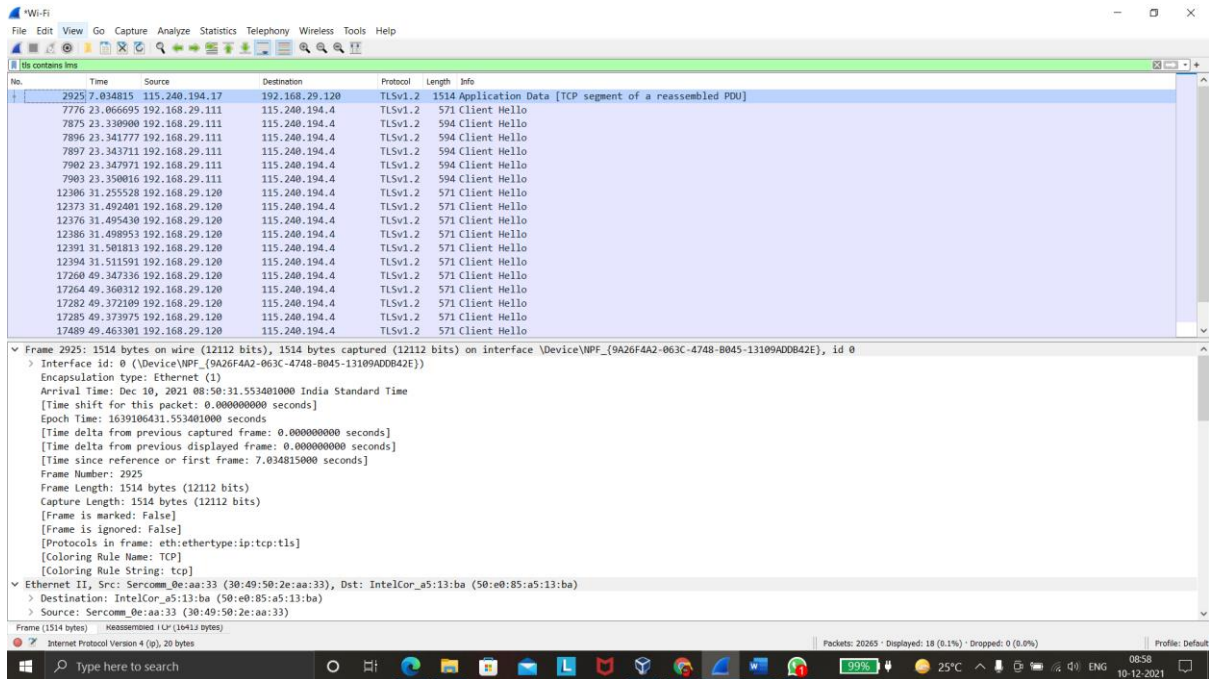 *Wi-Fi
File Edit View Go Capture Analyze Statistics Telephony Wireless Tools Help
tls contains lms
No. Time Source Destination Protocol Length Info
2925 7.034815 115.240.194.17 192.168.29.120 TLSv1.2 1514 Application Data [TCP segment of a reassembled PDU]
7776 23.066695 192.168.29.111 115.240.194.4 TLSv1.2 571 Client Hello
7875 23.330900 192.168.29.111 115.240.194.4 TLSv1.2 594 Client Hello
7896 23.341777 192.168.29.111 115.240.194.4 TLSv1.2 594 Client Hello
7897 23.343711 192.168.29.111 115.240.194.4 TLSv1.2 594 Client Hello
7902 23.347971 192.168.29.111 115.240.194.4 TLSv1.2 594 Client Hello
7903 23.350016 192.168.29.111 115.240.194.4 TLSv1.2 594 Client Hello
12306 31.255528 192.168.29.120 115.240.194.4 TLSv1.2 571 Client Hello
12373 31.492401 192.168.29.120 115.240.194.4 TLSv1.2 571 Client Hello
12376 31.495430 192.168.29.120 115.240.194.4 TLSv1.2 571 Client Hello
12386 31.498953 192.168.29.120 115.240.194.4 TLSv1.2 571 Client Hello
12391 31.501813 192.168.29.120 115.240.194.4 TLSv1.2 571 Client Hello
12394 31.511591 192.168.29.120 115.240.194.4 TLSv1.2 571 Client Hello
17260 49.347336 192.168.29.120 115.240.194.4 TLSv1.2 571 Client Hello
17264 49.360312 192.168.29.120 115.240.194.4 TLSv1.2 571 Client Hello
17282 49.372109 192.168.29.120 115.240.194.4 TLSv1.2 571 Client Hello
17285 49.373975 192.168.29.120 115.240.194.4 TLSv1.2 571 Client Hello
17489 49.463301 192.168.29.120 115.240.194.4 TLSv1.2 571 Client Hello
Frame 2925: 1514 bytes on wire (12112 bits), 1514 bytes captured (12112 bits) on interface \Device\NPF_{9A26F4A2-063C-4748-B045-13109ADDB42E}, id 0
Interface id: 0 (\Device\NPF_{9A26F4A2-063C-4748-B045-13109ADDB42E})
Encapsulation type: Ethernet (1)
Arrival Time: Dec 10, 2021 08:50:31.553401000 India Standard Time
[Time shift for this packet: 0.000000000 seconds]
Epoch Time: 1639106431.553401000 seconds
[Time delta from previous captured frame: 0.000000000 seconds]
[Time delta from previous displayed frame: 0.000000000 seconds]
[Time since reference or first frame: 7.034815000 seconds]
Frame Number: 2925
Frame Length: 1514 bytes (12112 bits)
Capture Length: 1514 bytes (12112 bits)
[Frame is marked: False]
[Frame is ignored: False]
[Protocols in frame: eth:ethertype:ip:tcp:tls]
[Coloring Rule Name: TCP]
[Coloring Rule String: tcp]
Ethernet II, Src: Sercomm_0e:aa:33 (30:49:50:2e:aa:33), Dst: IntelCor_a5:13:ba (50:e0:85:a5:13:ba)
Destination: IntelCor_a5:13:ba (50:e0:85:a5:13:ba)
Source: Sercomm_0e:aa:33 (30:49:50:2e:aa:33)
Frame (1514 bytes) Reassembled TCP (16413 bytes)
Internet Protocol Version 4 (ip), 20 bytes Packets: 20265 · Displayed: 18 (0.1%) · Dropped: 0 (0.0%) Profile: Default
Type here to search 99% 25°C ENG 08:58
10-12-2021